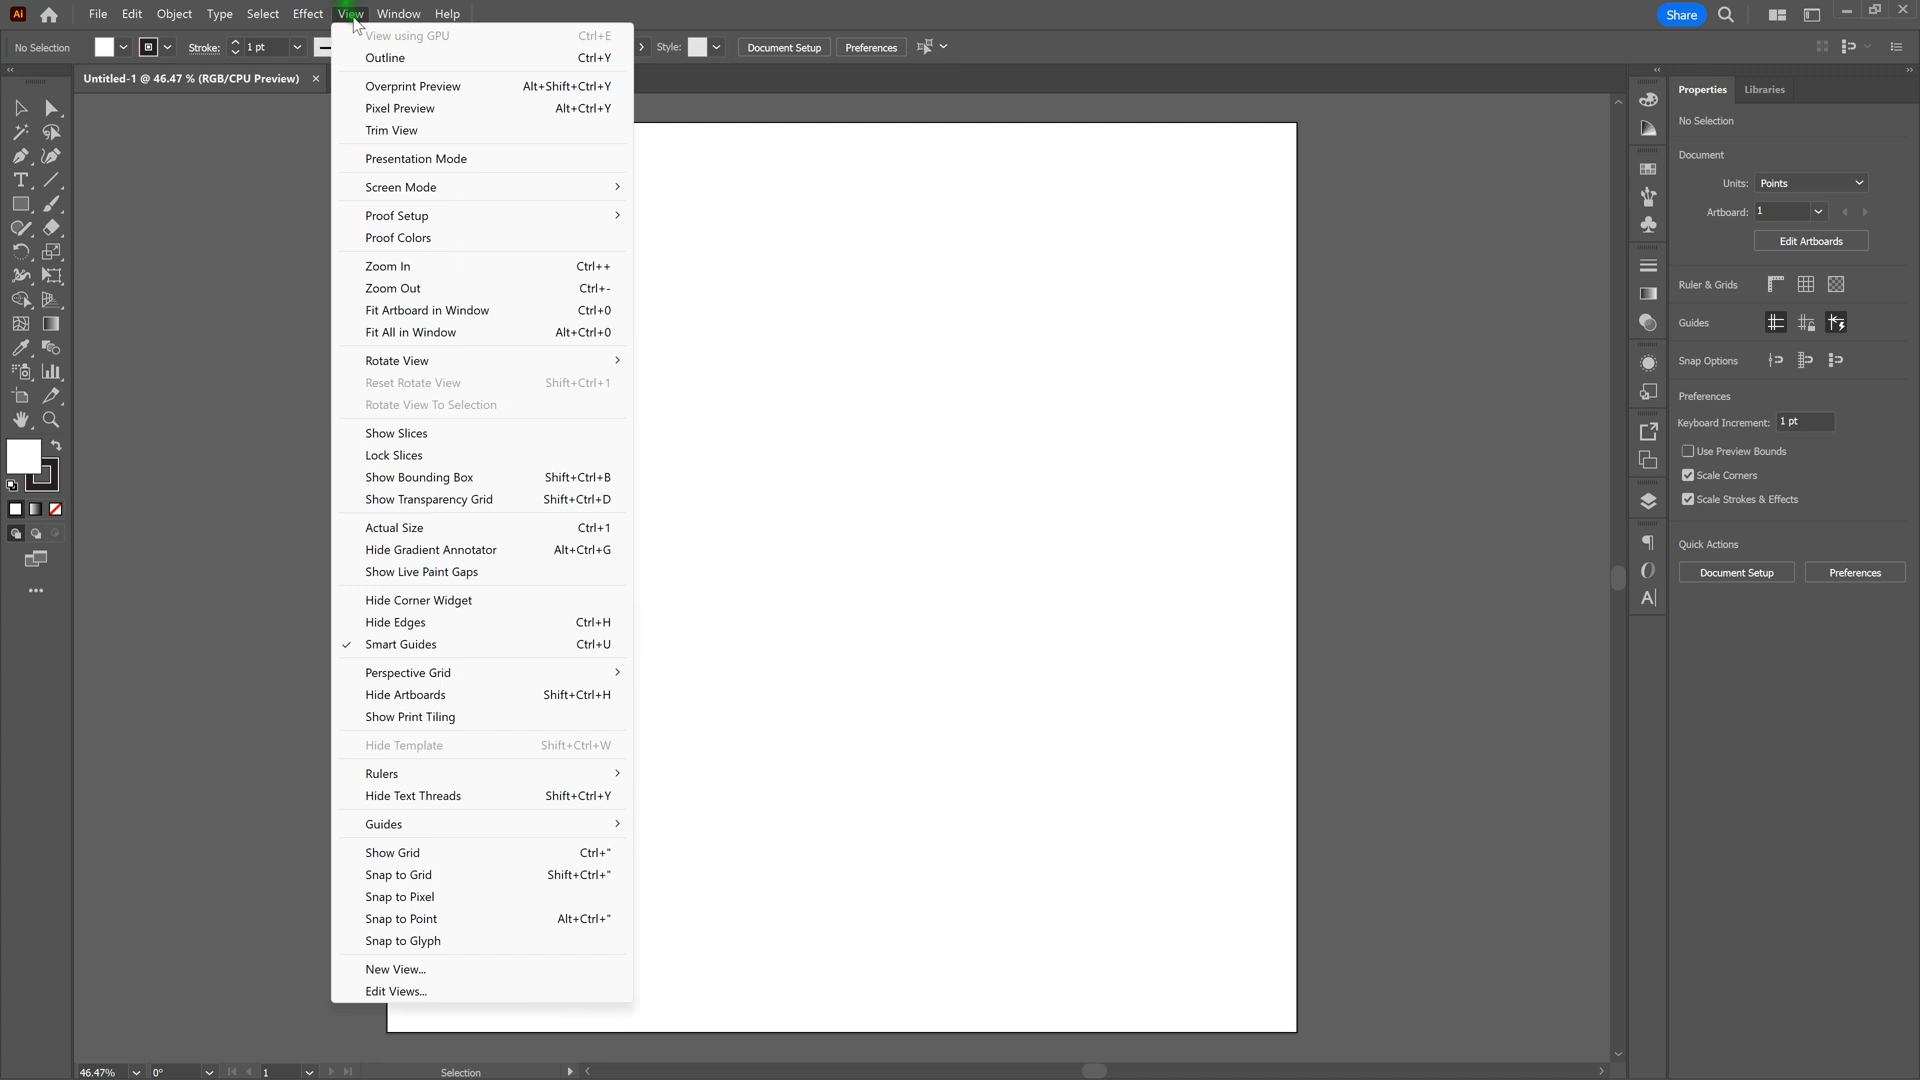 Ai File Edit Object Type Select Effect View Window Help Share
No Selection Stroke: 1 pt Style: Document Setup Preferences
Untitled-1 @ 46.47 % (RGB/CPU Preview) ×
View using GPU Ctrl+E
Outline Ctrl+Y
Overprint Preview Alt+Shift+Ctrl+Y
Pixel Preview Alt+Ctrl+Y
Trim View
Presentation Mode
Screen Mode
Proof Setup
Proof Colors
Zoom In Ctrl++
Zoom Out Ctrl+-
Fit Artboard in Window Ctrl+0
Fit All in Window Alt+Ctrl+0
Rotate View
Reset Rotate View Shift+Ctrl+1
Rotate View To Selection
Show Slices
Lock Slices
Show Bounding Box Shift+Ctrl+B
Show Transparency Grid Shift+Ctrl+D
Actual Size Ctrl+1
Hide Gradient Annotator Alt+Ctrl+G
Show Live Paint Gaps
Hide Corner Widget
Hide Edges Ctrl+H
Smart Guides Ctrl+U
Perspective Grid
Hide Artboards Shift+Ctrl+H
Show Print Tiling
Hide Template Shift+Ctrl+W
Rulers
Hide Text Threads Shift+Ctrl+Y
Guides
Show Grid Ctrl+"
Snap to Grid Shift+Ctrl+"
Snap to Pixel
Snap to Point Alt+Ctrl+"
Snap to Glyph
New View...
Edit Views...
Properties Libraries
No Selection
Document
Units: Points
Artboard: 1
Edit Artboards
Ruler & Grids
Guides
Snap Options
Preferences
Keyboard Increment: 1 pt
Use Preview Bounds
Scale Corners
Scale Strokes & Effects
Quick Actions
Document Setup Preferences
46.47% 0° 1 Selection